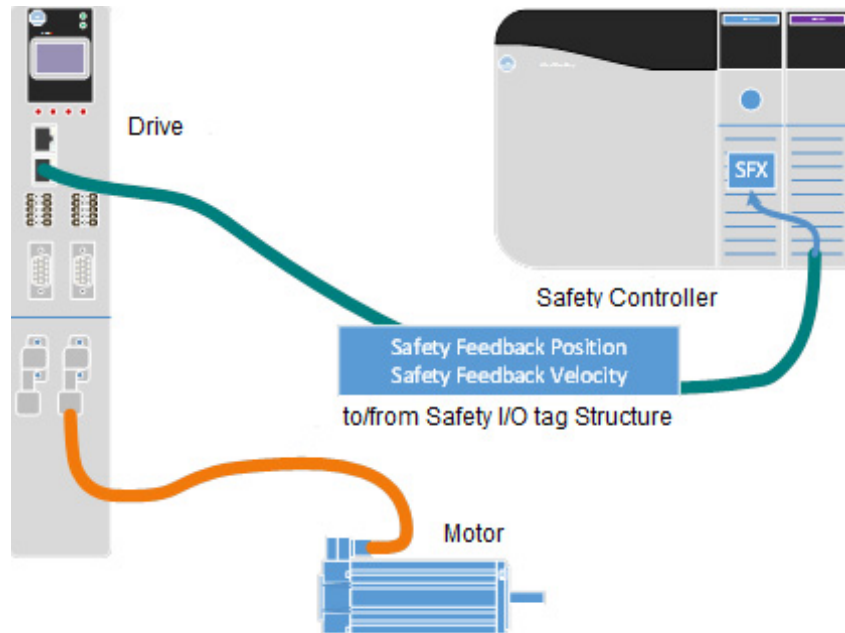 Drive
SFX
Safety Controller
Safety Feedback Position
Safety Feedback Velocity
to/from Safety I/O tag Structure
Motor